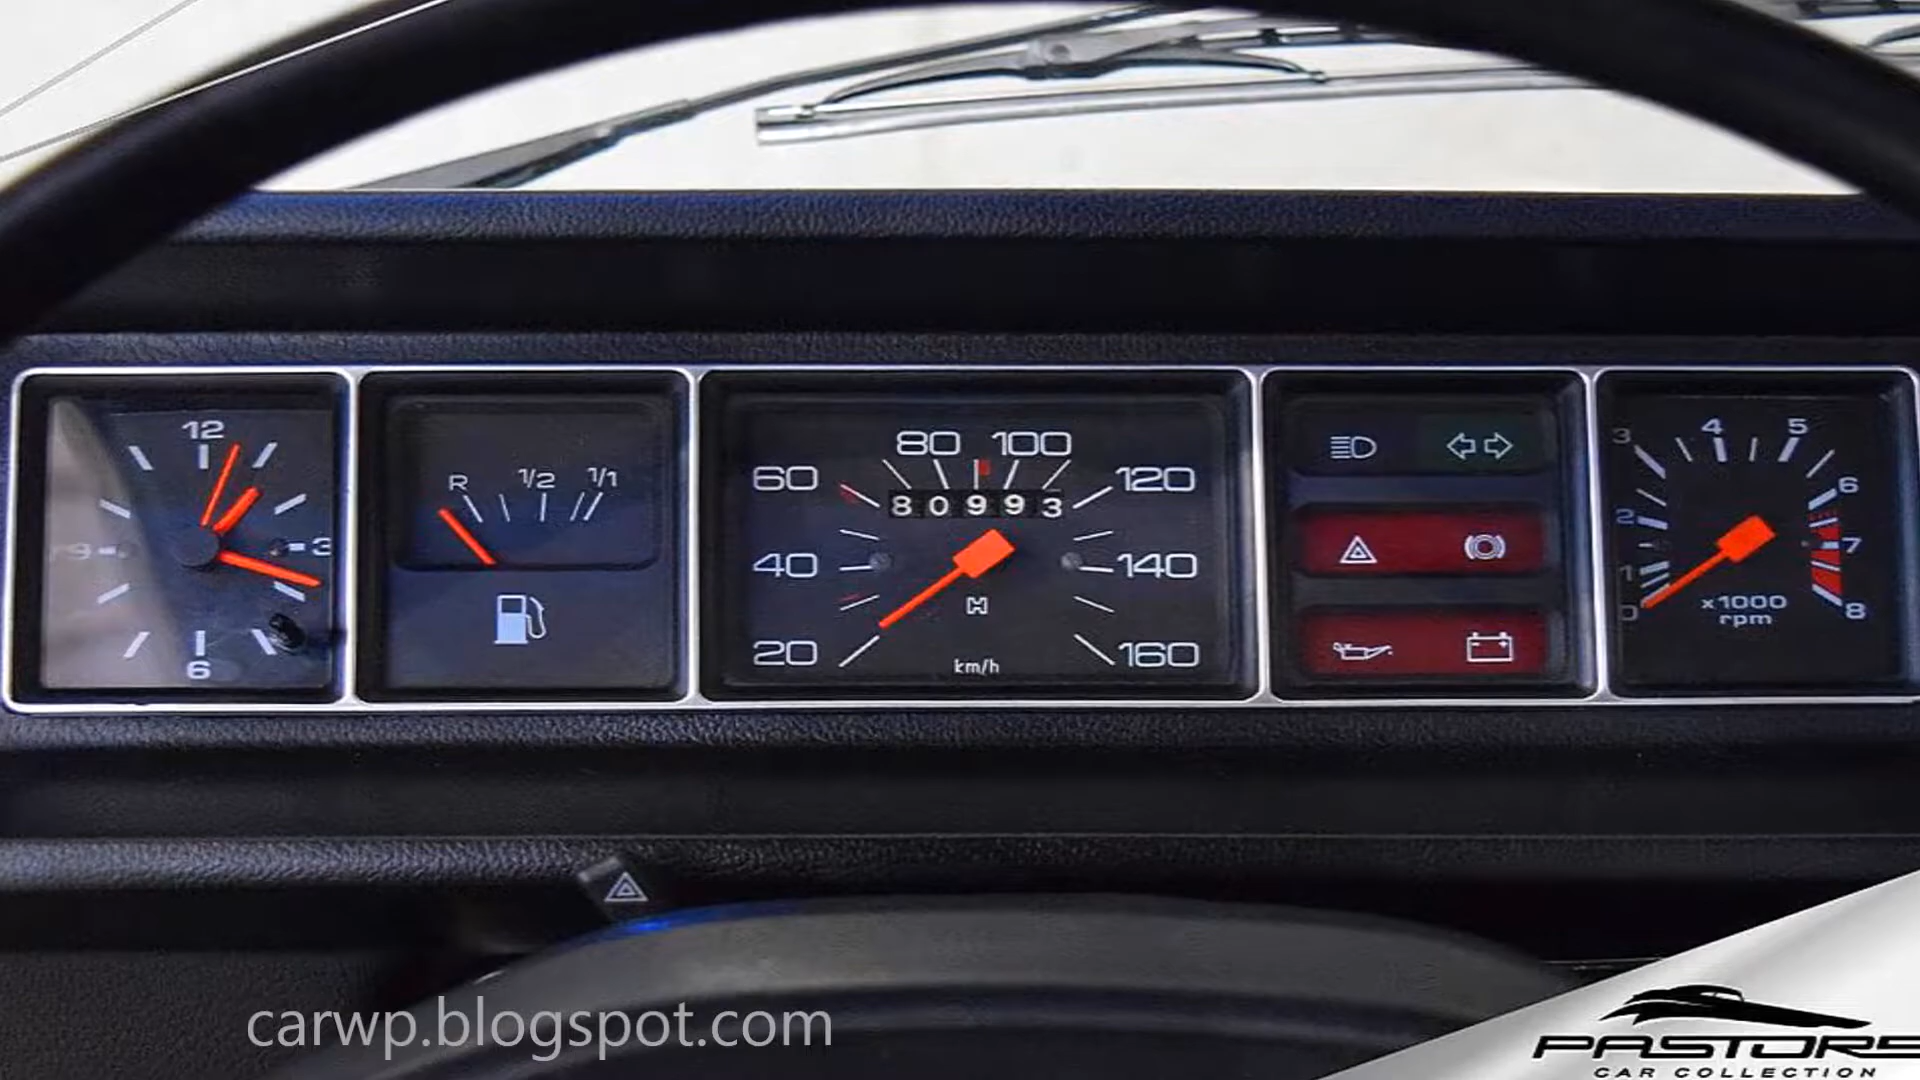 12
9
3
6
R 1/2 1/1
80 100
60 120
80993
40 140
20 160
km/h
4 5
3 6
2 7
1
0 8
x1000
rpm
carwp.blogspot.com
PASTORE
CAR COLLECTION